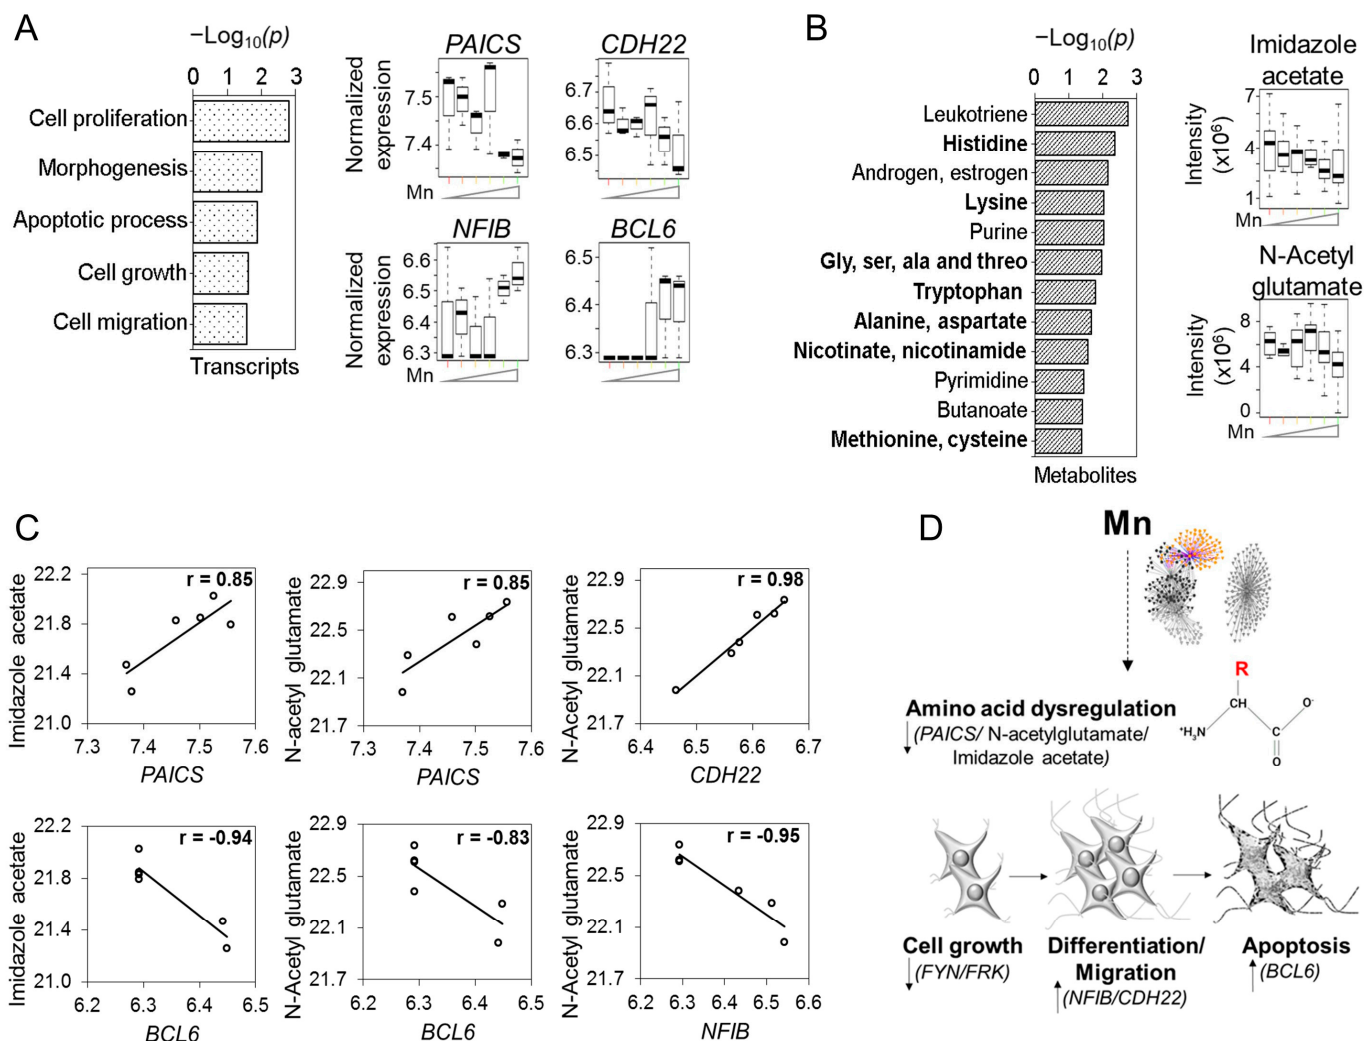 A
−Log10(p)
0 1 2 3
Cell proliferation
Morphogenesis
Apoptotic process
Cell growth
Cell migration
Transcripts
PAICS
Normalized
expression
7.5
7.4
Mn
CDH22
6.7
6.6
6.5
NFIB
Normalized
expression
6.6
6.5
6.4
6.3
Mn
BCL6
6.5
6.4
6.3
B
−Log10(p)
0 1 2 3
Leukotriene
Histidine
Androgen, estrogen
Lysine
Purine
Gly, ser, ala and threo
Tryptophan
Alanine, aspartate
Nicotinate, nicotinamide
Pyrimidine
Butanoate
Methionine, cysteine
Metabolites
Imidazole
acetate
Intensity
(x10⁶)
7
4
1
Mn
N-Acetyl
glutamate
Intensity
(x10⁶)
8
4
0
Mn
C
Imidazole acetate
22.2
21.8
21.4
21.0
r = 0.85
7.3 7.4 7.5 7.6
PAICS
N-acetyl glutamate
22.9
22.5
22.1
21.7
r = 0.85
7.3 7.4 7.5 7.6
PAICS
N-Acetyl glutamate
22.9
22.5
22.1
21.7
r = 0.98
6.4 6.5 6.6 6.7
CDH22
Imidazole acetate
22.2
21.8
21.4
21.0
r = -0.94
6.2 6.3 6.4 6.5
BCL6
N-Acetyl glutamate
22.9
22.5
22.1
21.7
r = -0.83
6.2 6.3 6.4 6.5
BCL6
N-Acetyl glutamate
22.9
22.5
22.1
21.7
r = -0.95
6.2 6.3 6.4 6.5 6.6
NFIB
D
Mn
Amino acid dysregulation
(PAICS/ N-acetylglutamate/
Imidazole acetate)
R
CH
O-
+H3N
C
O
Cell growth
(FYN/FRK)
Differentiation/
Migration
(NFIB/CDH22)
Apoptosis
(BCL6)